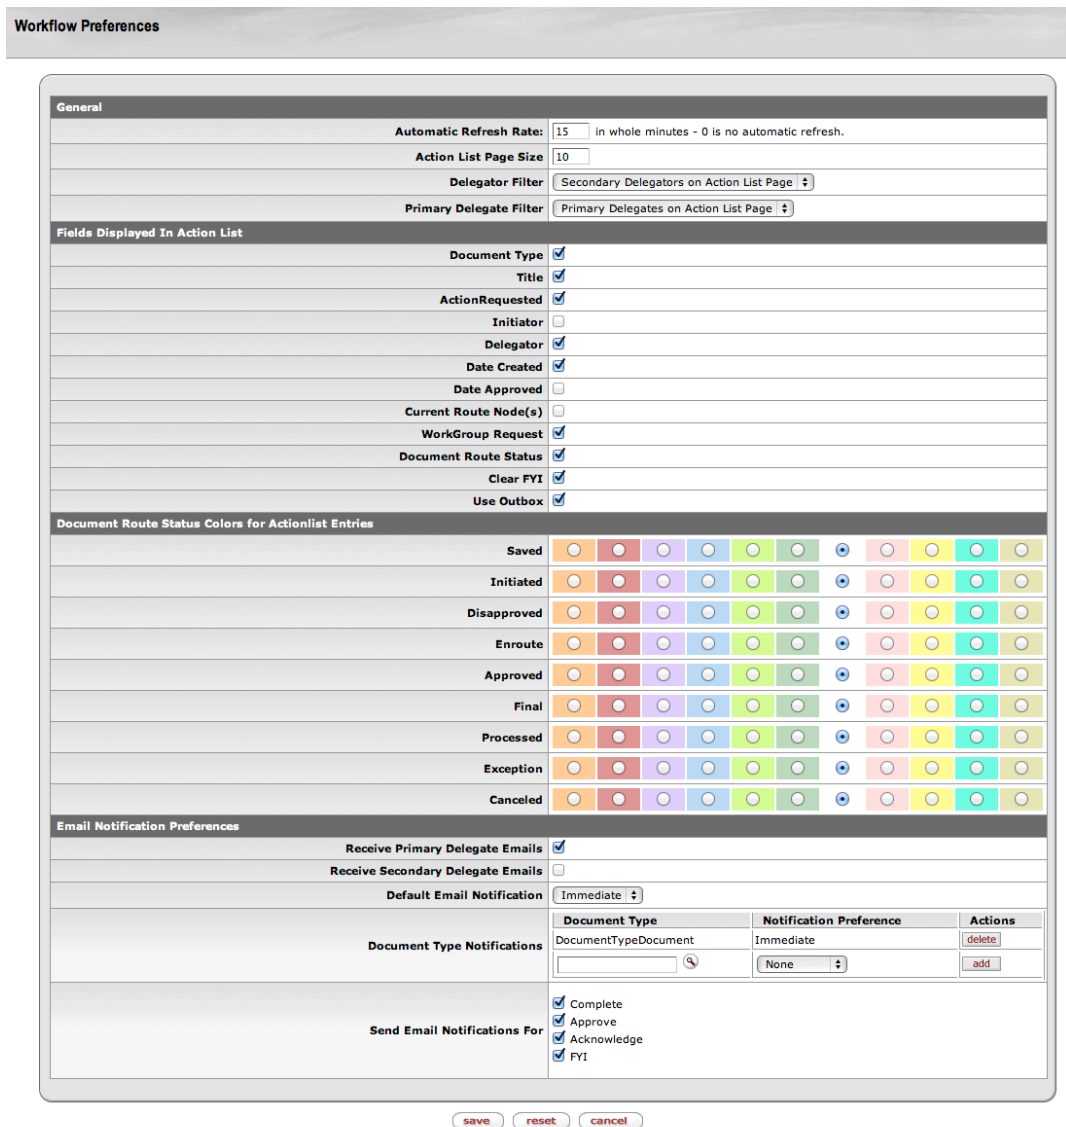 Workflow Preferences
General
Automatic Refresh Rate: 15 in whole minutes - 0 is no automatic refresh.
Action List Page Size 10
Delegator Filter Secondary Delegators on Action List Page
Primary Delegate Filter Primary Delegates on Action List Page
Fields Displayed In Action List
Document Type
Title
ActionRequested
Initiator
Delegator
Date Created
Date Approved
Current Route Node(s)
WorkGroup Request
Document Route Status
Clear FYI
Use Outbox
Document Route Status Colors for Actionlist Entries
Saved
Initiated
Disapproved
Enroute
Approved
Final
Processed
Exception
Canceled
Email Notification Preferences
Receive Primary Delegate Emails
Receive Secondary Delegate Emails
Default Email Notification Immediate
Document Type Notification Preference Actions
Document Type Notifications DocumentTypeDocument Immediate delete
None add
Send Email Notifications For
Complete
Approve
Acknowledge
FYI
save reset cancel